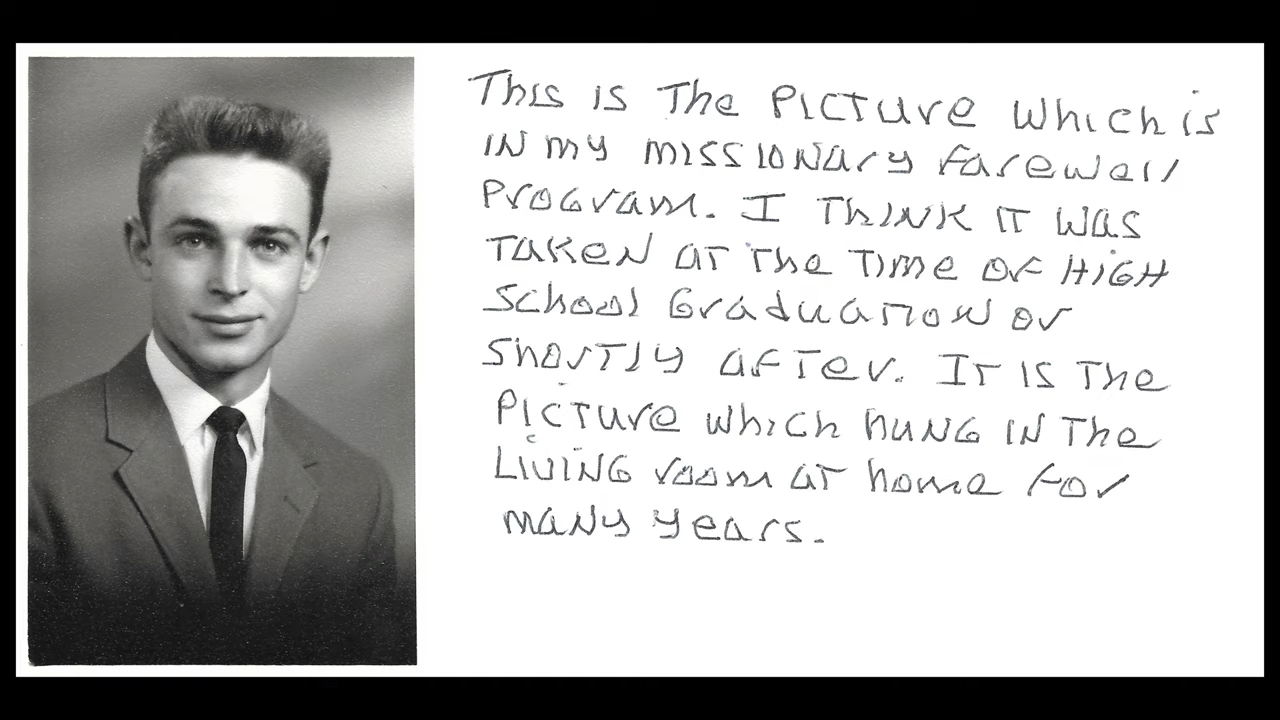 This is The Picture which is
in my missionary farewell
Program. I Think IT was
Taken at the Time of High
School Graduation or
Shortly after. It is The
Picture which hung in The
Living room at home for
many years.